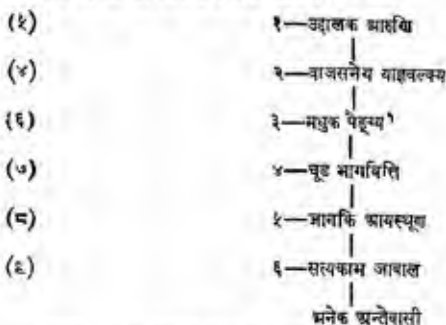 (५) १—उद्दालक आरुणि
(४) २—वाजसनेय याज्ञवल्क्य
(६) ३—मधुक पैङ्ग्य¹
(७) ४—चूड भागवित्ति
(८) ५—जानकि आयस्थूण
(९) ६—सत्यकाम जाबाल
अनेक अन्तेवासी